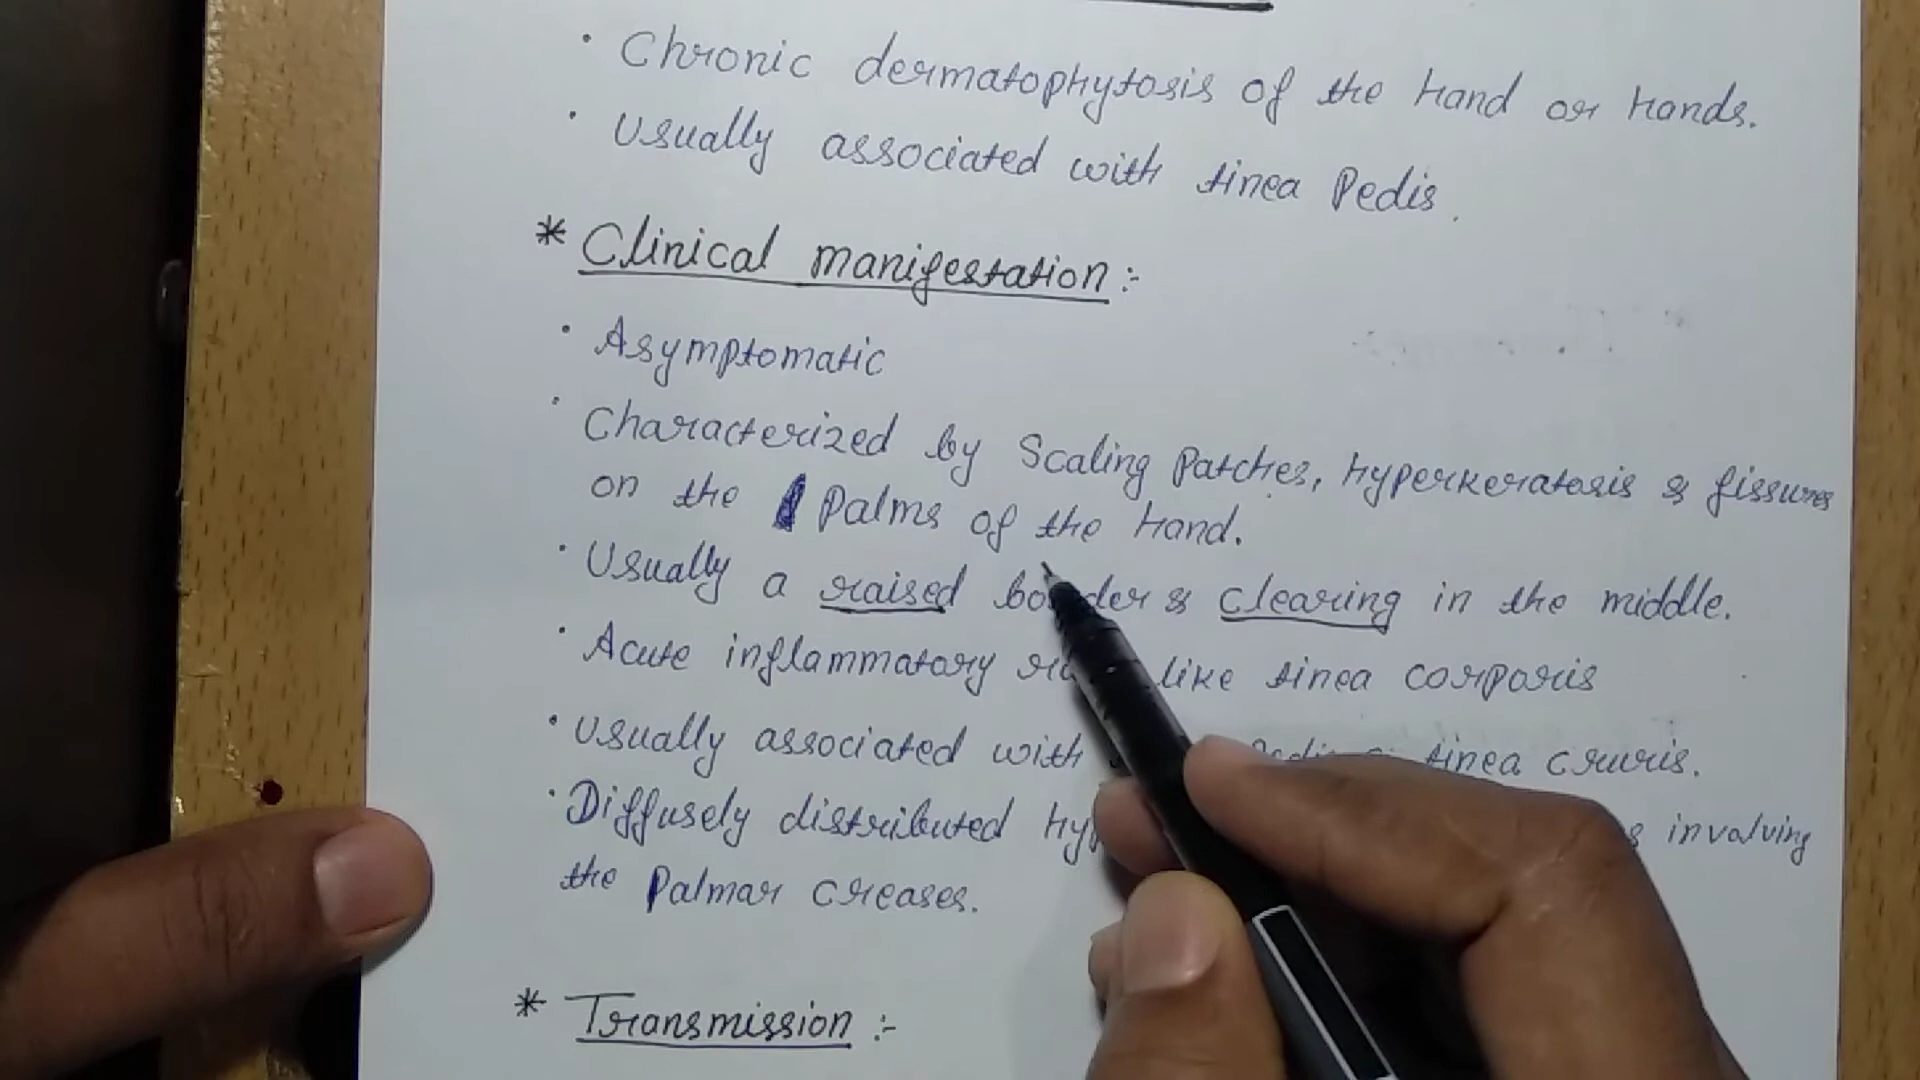 • Chronic dermatophytosis of the hand or hands.
• Usually associated with tinea Pedis.
* Clinical manifestation :-
• Asymptomatic
• Characterized by Scaling patches, hyperkeratosis & fissures
on the Palms of the hand.
• Usually a raised border & clearing in the middle.
• Acute inflammatory like tinea corporis
• Usually associated with tinea cruris.
• Diffusely distributed involving
the Palmar creases.
* Transmission :-